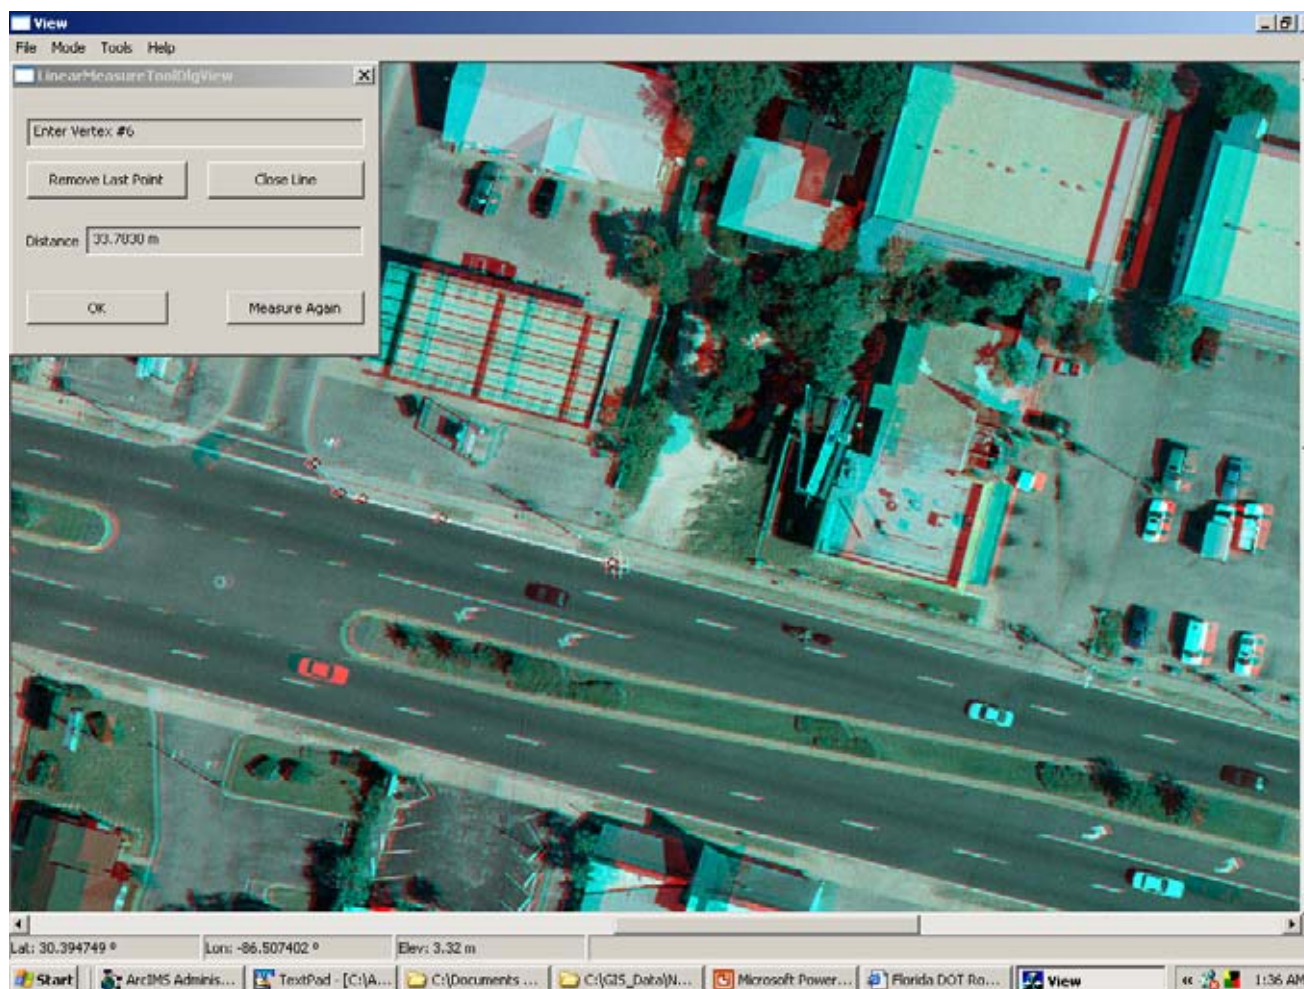 View
File Mode Tools Help
LinearMeasureToolDlgView
Enter Vertex #6
Remove Last Point Close Line
Distance 33.7830 m
OK Measure Again
Lat: 30.394749 º Lon: -86.507402 º Elev: 3.32 m
Start ArcIMS Adminis... TextPad - [C:\A... C:\Documents ... C:\GIS_Data\N... Microsoft Power... Florida DOT Ro... View « 1:36 AM